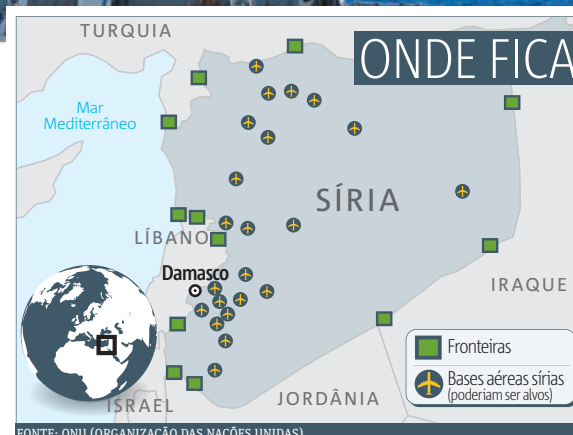 TURQUIA
ONDE FICA
Mar
Mediterrâneo
SÍRIA
LÍBANO
Damasco
IRAQUE
Fronteiras
Bases aéreas sírias
(poderiam ser alvos)
JORDÂNIA
ISRAEL
FONTE: ONU (ORGANIZAÇÃO DAS NAÇÕES UNIDAS)